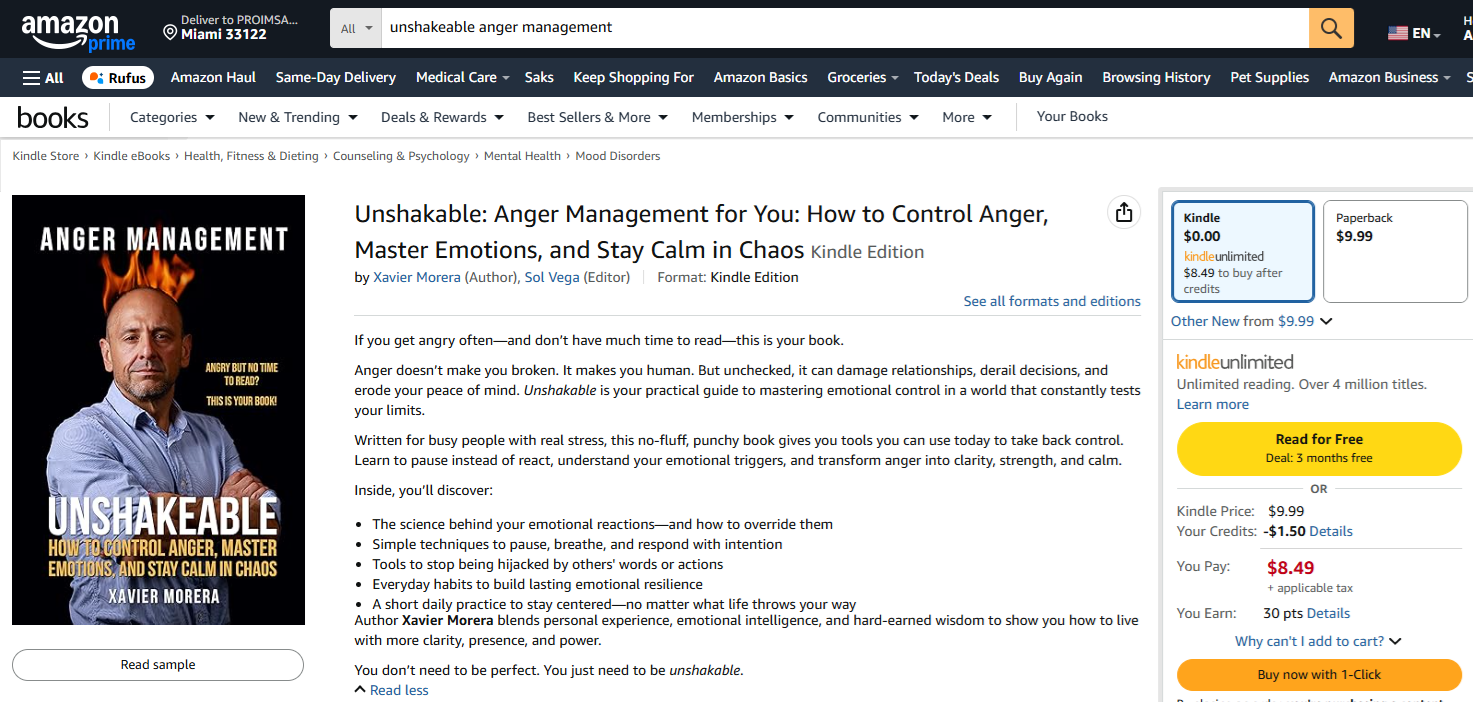 amazon
prime
Deliver to PROIMSA...
Miami 33122
All
unshakeable anger management
EN
H
A
All
Rufus
Amazon Haul
Same-Day Delivery
Medical Care
Saks
Keep Shopping For
Amazon Basics
Groceries
Today's Deals
Buy Again
Browsing History
Pet Supplies
Amazon Business
S
books
Categories
New & Trending
Deals & Rewards
Best Sellers & More
Memberships
Communities
More
Your Books
Kindle Store › Kindle eBooks › Health, Fitness & Dieting › Counseling & Psychology › Mental Health › Mood Disorders
ANGER MANAGEMENT
ANGRY BUT NO TIME
TO READ?
THIS IS YOUR BOOK!
UNSHAKEABLE
HOW TO CONTROL ANGER, MASTER
EMOTIONS, AND STAY CALM IN CHAOS
XAVIER MORERA
Read sample
Unshakable: Anger Management for You: How to Control Anger,
Master Emotions, and Stay Calm in Chaos Kindle Edition
by Xavier Morera (Author), Sol Vega (Editor)
Format: Kindle Edition
See all formats and editions
If you get angry often—and don't have much time to read—this is your book.
Anger doesn't make you broken. It makes you human. But unchecked, it can damage relationships, derail decisions, and
erode your peace of mind. Unshakable is your practical guide to mastering emotional control in a world that constantly tests
your limits.
Written for busy people with real stress, this no-fluff, punchy book gives you tools you can use today to take back control.
Learn to pause instead of react, understand your emotional triggers, and transform anger into clarity, strength, and calm.
Inside, you'll discover:
• The science behind your emotional reactions—and how to override them
• Simple techniques to pause, breathe, and respond with intention
• Tools to stop being hijacked by others' words or actions
• Everyday habits to build lasting emotional resilience
• A short daily practice to stay centered—no matter what life throws your way
Author Xavier Morera blends personal experience, emotional intelligence, and hard-earned wisdom to show you how to live
with more clarity, presence, and power.
You don't need to be perfect. You just need to be unshakable.
Read less
Kindle
$0.00
kindleunlimited
$8.49 to buy after
credits
Paperback
$9.99
Other New from $9.99
kindleunlimited
Unlimited reading. Over 4 million titles.
Learn more
Read for Free
Deal: 3 months free
OR
Kindle Price: $9.99
Your Credits: -$1.50 Details
You Pay: $8.49
+ applicable tax
You Earn: 30 pts Details
Why can't I add to cart?
Buy now with 1-Click